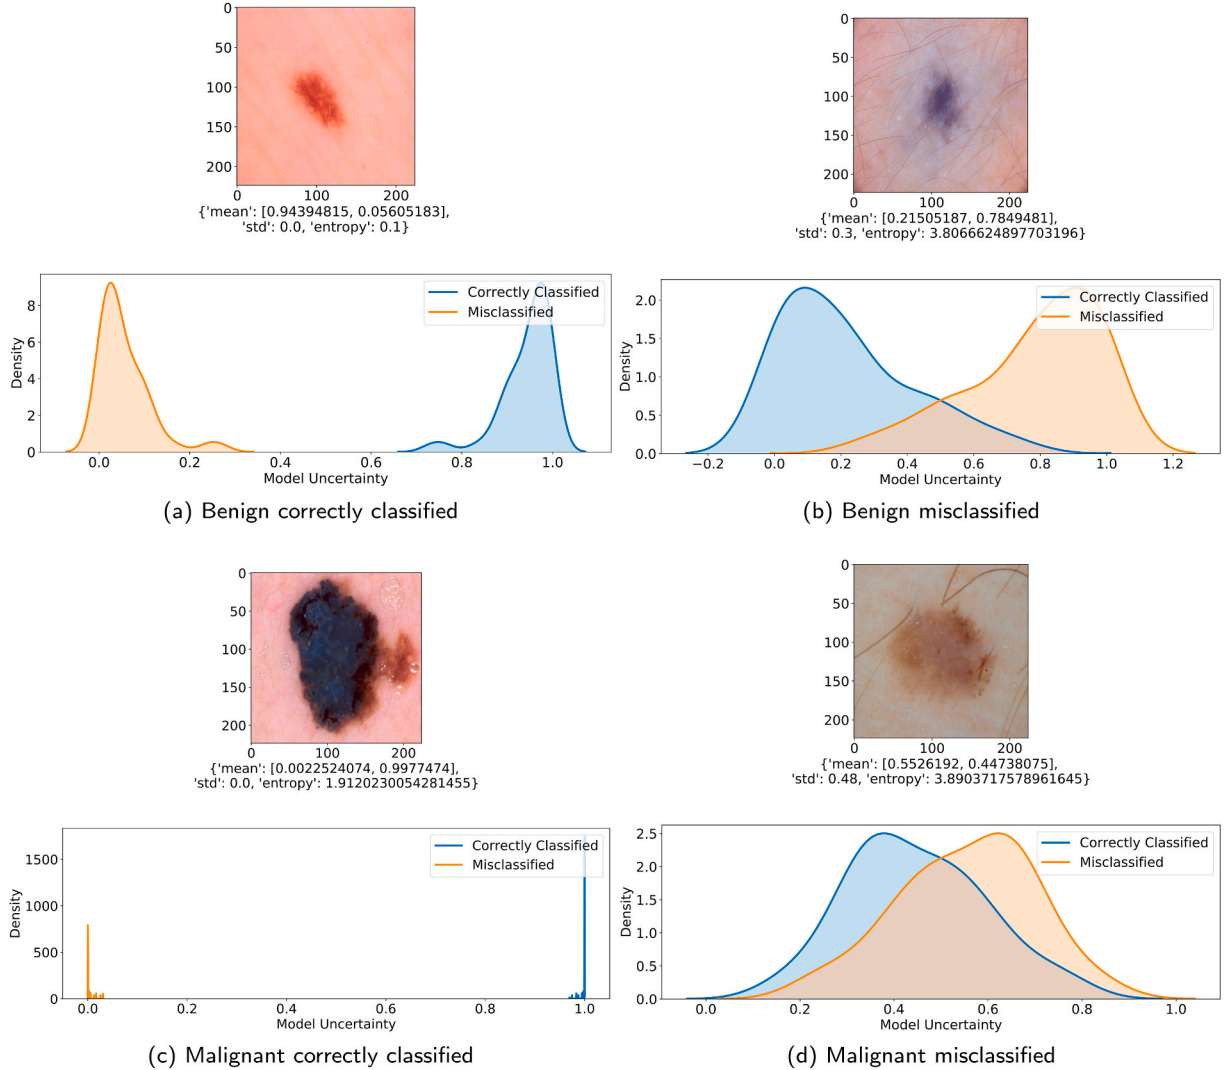 0
50
100
150
200
0 100 200
{'mean': [0.94394815, 0.05605183],
'std': 0.0, 'entropy': 0.1}
Density
8
6
4
2
0
Correctly Classified
Misclassified
0.0 0.2 0.4 0.6 0.8 1.0
Model Uncertainty
(a) Benign correctly classified
0
50
100
150
200
0 100 200
{'mean': [0.21505187, 0.7849481],
'std': 0.3, 'entropy': 3.8066624897703196}
Density
2.0
1.5
1.0
0.5
0.0
Correctly Classified
Misclassified
−0.2 0.0 0.2 0.4 0.6 0.8 1.0 1.2
Model Uncertainty
(b) Benign misclassified
0
50
100
150
200
0 100 200
{'mean': [0.0022524074, 0.9977474],
'std': 0.0, 'entropy': 1.9120230054281455}
Density
1500
1000
500
0
Correctly Classified
Misclassified
0.0 0.2 0.4 0.6 0.8 1.0
Model Uncertainty
(c) Malignant correctly classified
0
50
100
150
200
0 100 200
{'mean': [0.5526192, 0.44738075],
'std': 0.48, 'entropy': 3.8903717578961645}
Density
2.5
2.0
1.5
1.0
0.5
0.0
Correctly Classified
Misclassified
0.0 0.2 0.4 0.6 0.8 1.0
Model Uncertainty
(d) Malignant misclassified